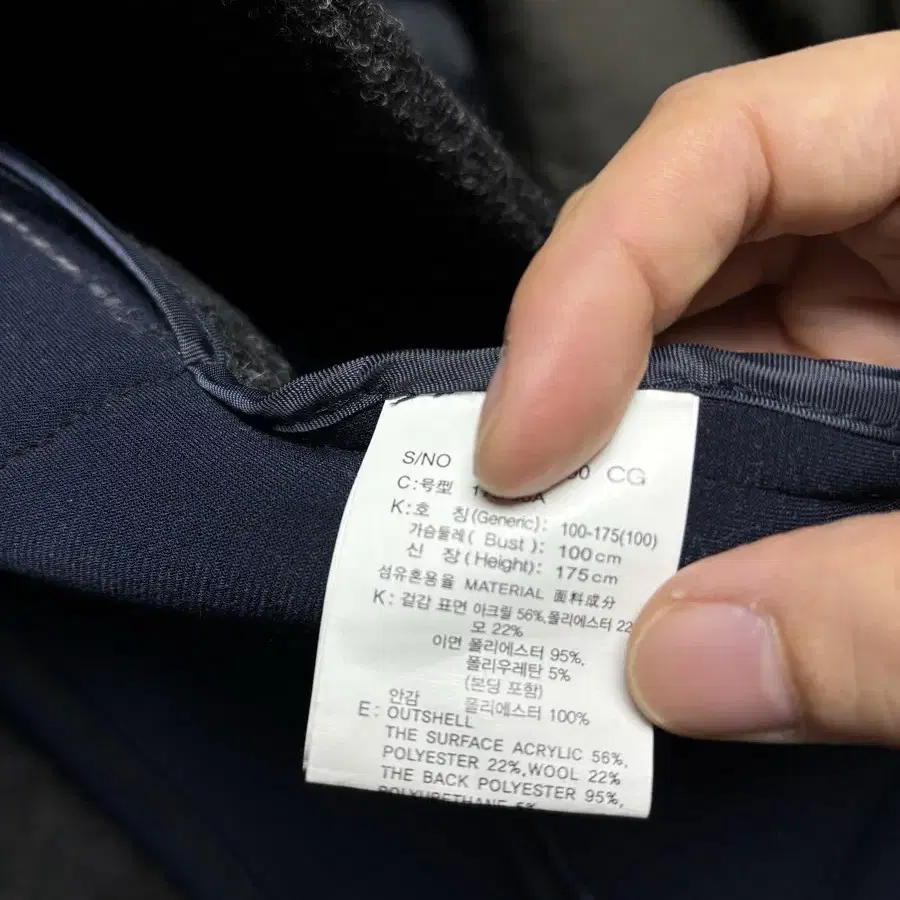 S/NO CG
C:号型
K:호 칭(Generic): 100-175(100)
가슴둘레( Bust ): 100cm
신 장(Height): 175cm
섬유혼용율 MATERIAL 面料成分
K: 겉감 표면 아크릴 56%,폴리에스터 22
모 22%
이면 폴리에스터 95%,
폴리우레탄 5%
(본딩 포함)
안감 폴리에스터 100%
E: OUTSHELL
THE SURFACE ACRYLIC 56%,
POLYESTER 22%,WOOL 22%
THE BACK POLYESTER 95%,
POLYURETHANE 5%